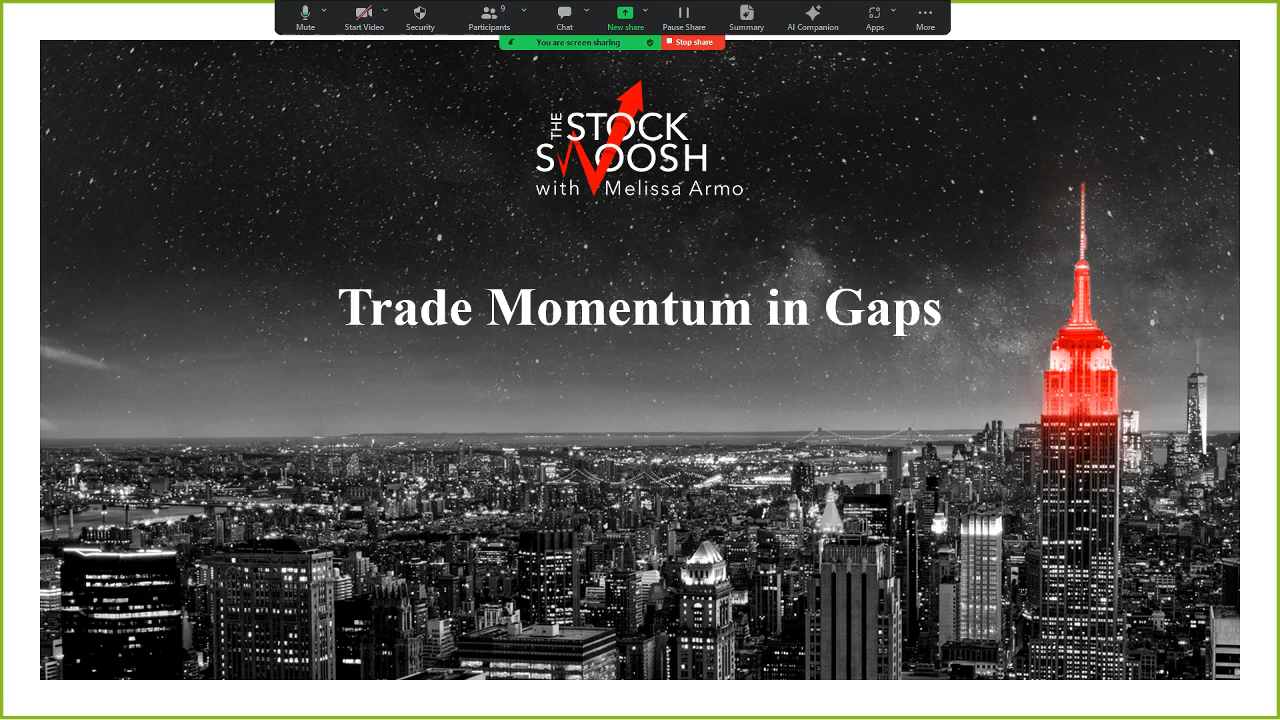 9
Mute
Start Video
Security
Participants
Chat
New share
Pause Share
Summary
AI Companion
Apps
More
You are screen sharing
Stop share
THE STOCK
SWOOSH
with Melissa Armo
Trade Momentum in Gaps